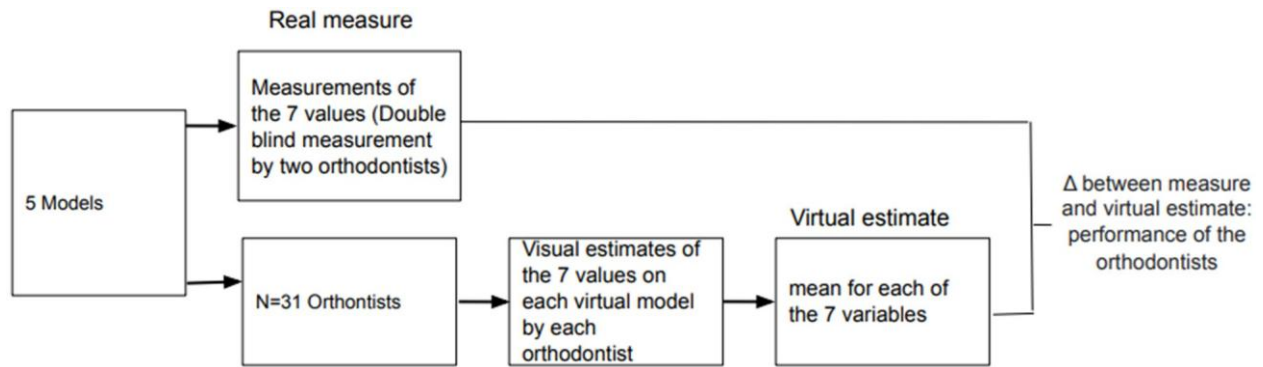 Real measure
Measurements of
the 7 values (Double
blind measurement
by two orthodontists)
5 Models
Δ between measure
and virtual estimate:
performance of the
orthodontists
Virtual estimate
N=31 Orthontists
Visual estimates of
the 7 values on
each virtual model
by each
orthodontist
mean for each of
the 7 variables